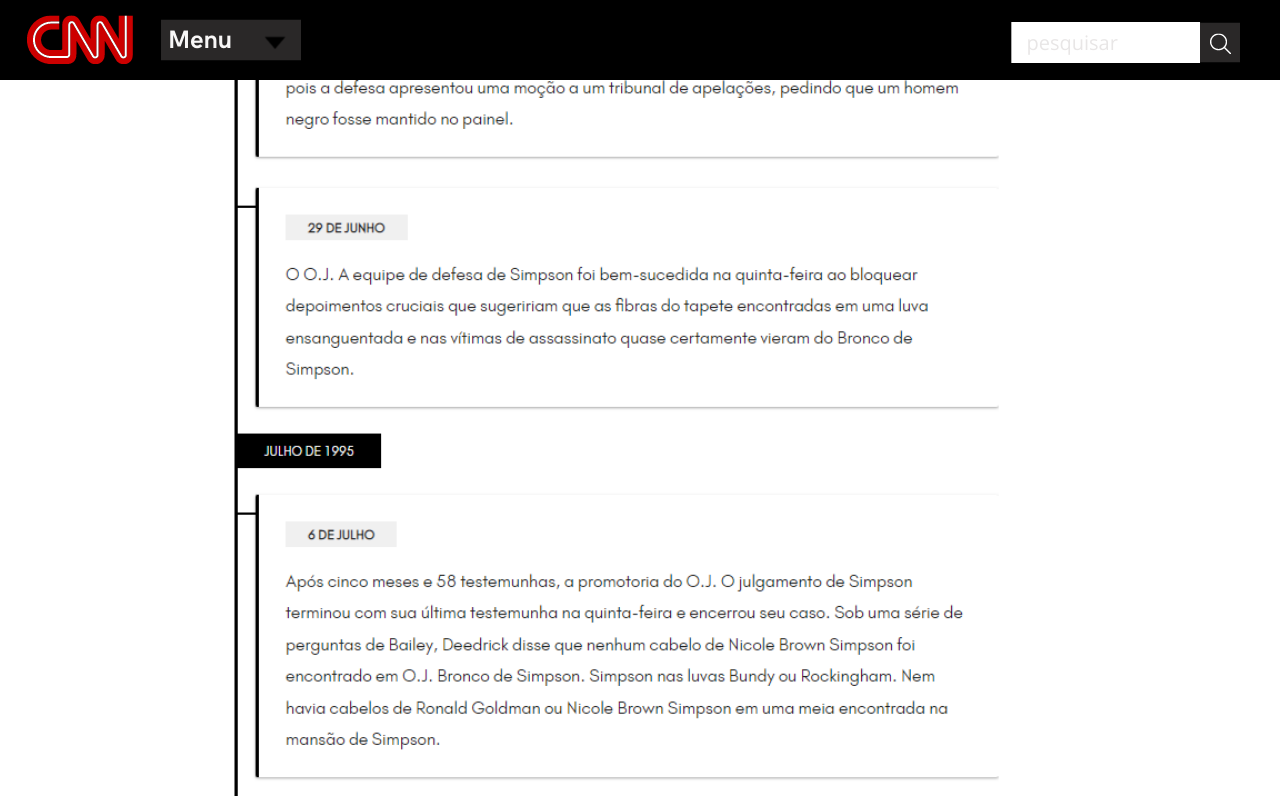 CNN
Menu
pesquisar
pois a defesa apresentou uma moção a um tribunal de apelações, pedindo que um homem
negro fosse mantido no painel.
29 DE JUNHO
O O.J. A equipe de defesa de Simpson foi bem-sucedida na quinta-feira ao bloquear
depoimentos cruciais que sugeririam que as fibras do tapete encontradas em uma luva
ensanguentada e nas vítimas de assassinato quase certamente vieram do Bronco de
Simpson.
JULHO DE 1995
6 DE JULHO
Após cinco meses e 58 testemunhas, a promotoria do O.J. O julgamento de Simpson
terminou com sua última testemunha na quinta-feira e encerrou seu caso. Sob uma série de
perguntas de Bailey, Deedrick disse que nenhum cabelo de Nicole Brown Simpson foi
encontrado em O.J. Bronco de Simpson. Simpson nas luvas Bundy ou Rockingham. Nem
havia cabelos de Ronald Goldman ou Nicole Brown Simpson em uma meia encontrada na
mansão de Simpson.